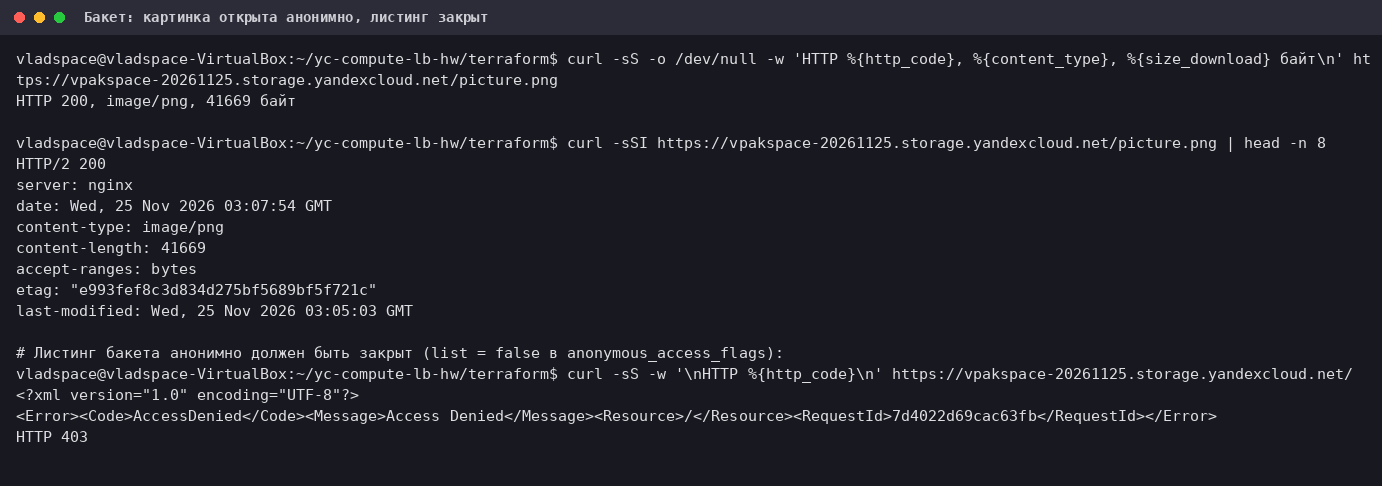 Бакет: картинка открыта анонимно, листинг закрыт
vladspace@vladspace-VirtualBox:~/yc-compute-lb-hw/terraform$ curl -sS -o /dev/null -w 'HTTP %{http_code}, %{content_type}, %{size_download} байт\n' ht
tps://vpakspace-20261125.storage.yandexcloud.net/picture.png
HTTP 200, image/png, 41669 байт
vladspace@vladspace-VirtualBox:~/yc-compute-lb-hw/terraform$ curl -sSI https://vpakspace-20261125.storage.yandexcloud.net/picture.png | head -n 8
HTTP/2 200
server: nginx
date: Wed, 25 Nov 2026 03:07:54 GMT
content-type: image/png
content-length: 41669
accept-ranges: bytes
etag: "e993fef8c3d834d275bf5689bf5f721c"
last-modified: Wed, 25 Nov 2026 03:05:03 GMT
# Листинг бакета анонимно должен быть закрыт (list = false в anonymous_access_flags):
vladspace@vladspace-VirtualBox:~/yc-compute-lb-hw/terraform$ curl -sS -w '\nHTTP %{http_code}\n' https://vpakspace-20261125.storage.yandexcloud.net/
<?xml version="1.0" encoding="UTF-8"?>
<Error><Code>AccessDenied</Code><Message>Access Denied</Message><Resource>/</Resource><RequestId>7d4022d69cac63fb</RequestId></Error>
HTTP 403